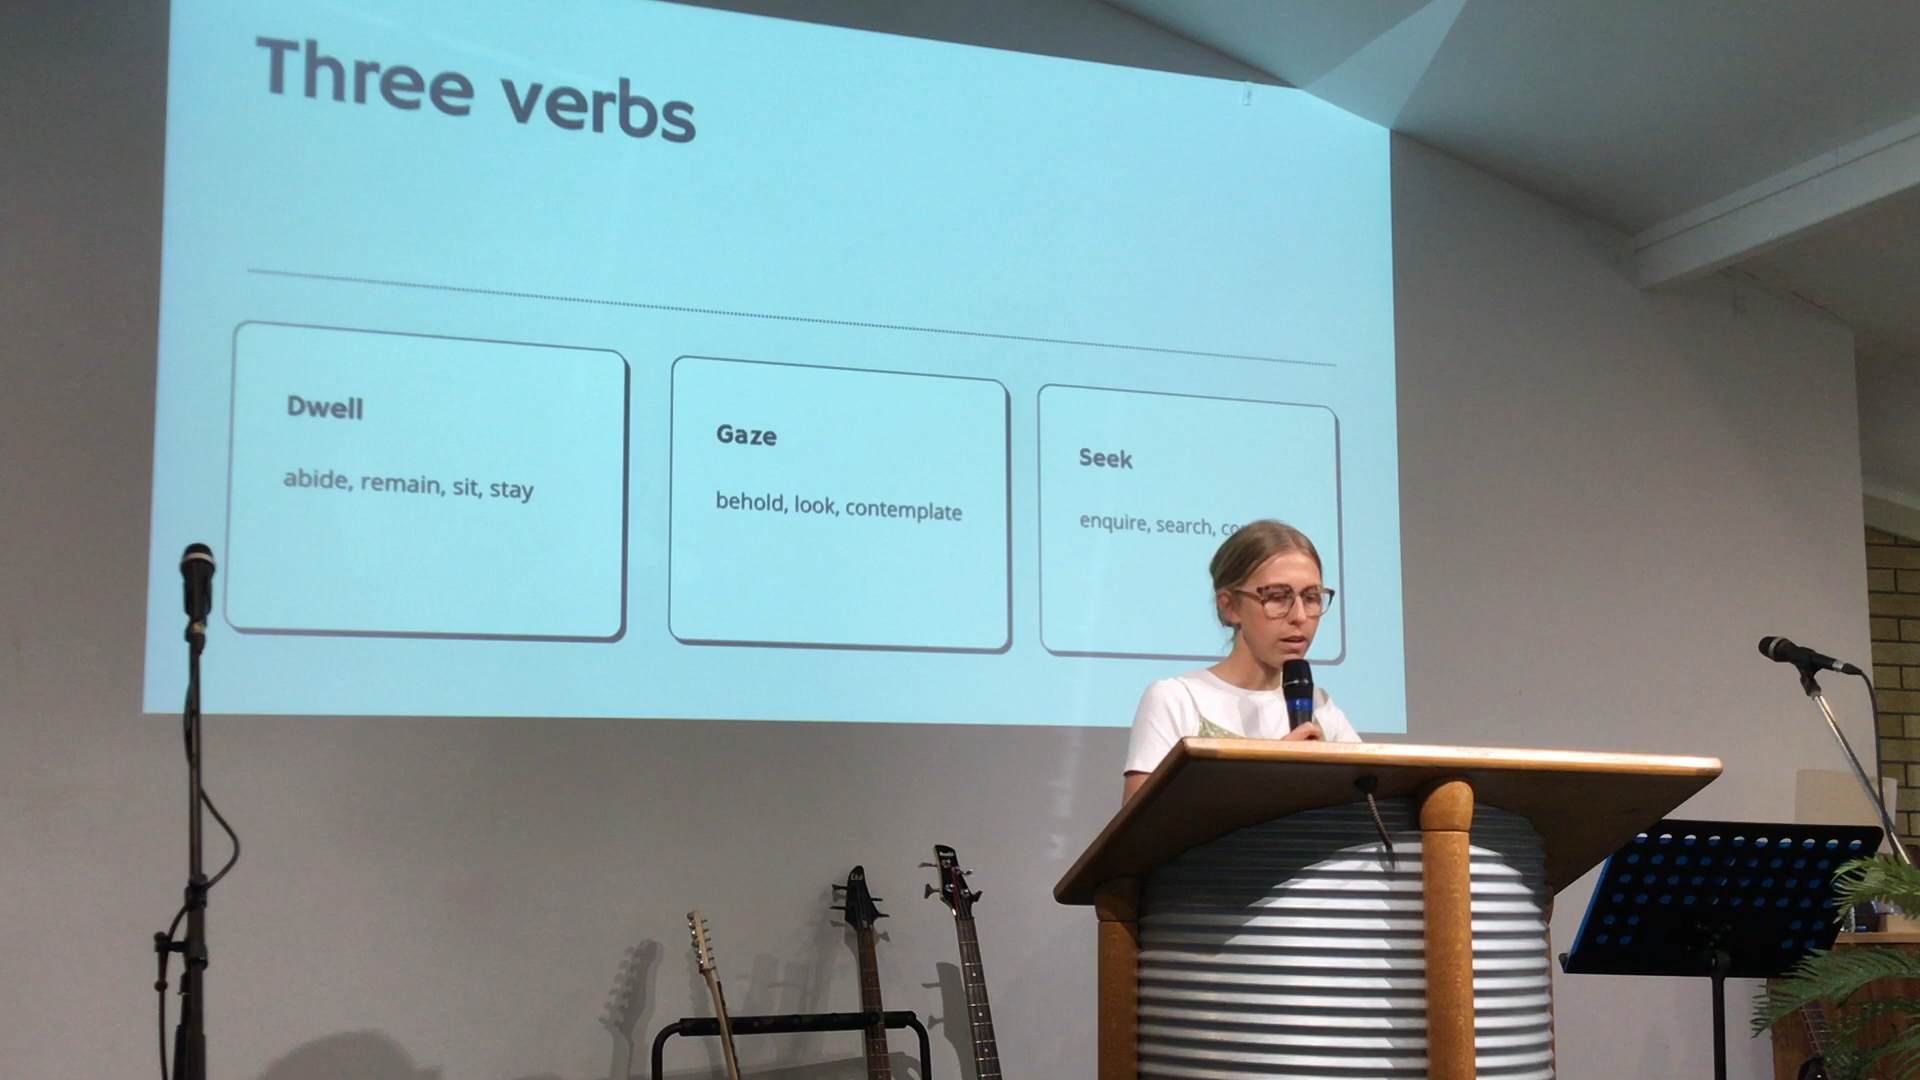 Three verbs
Dwell
abide, remain, sit, stay
Gaze
behold, look, contemplate
Seek
enquire, search,